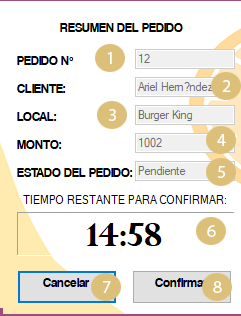 RESUMEN DEL PEDIDO
PEDIDO Nº 1 12
CLIENTE: Ariel Hern?ndez 2
LOCAL: 3 Burger King
MONTO: 1002 4
ESTADO DEL PEDIDO: Pendiente 5
TIEMPO RESTANTE PARA CONFIRMAR:
14:58 6
Cancelar 7 Confirma 8